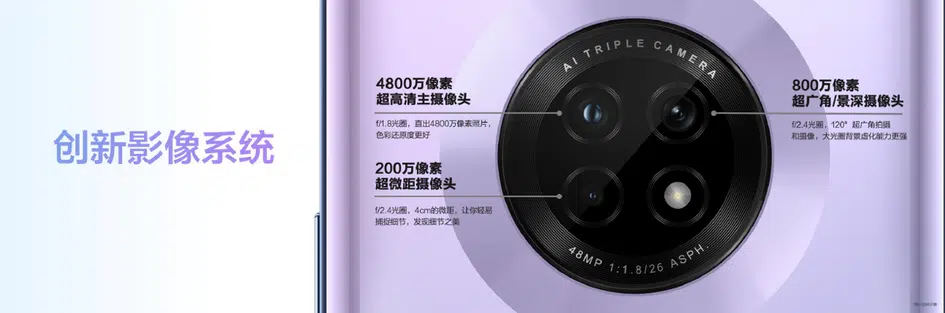 创新影像系统
4800万像素
超高清主摄像头
f/1.8光圈，直出4800万像素照片，
色彩还原度更好
200万像素
超微距摄像头
f/2.4光圈，4cm的微距，让你轻易
捕捉细节，发现细节之美
AI TRIPLE CAMERA
48MP 1:1.8/26 ASPH.
800万像素
超广角/景深摄像头
f/2.4光圈，120° 超广角拍摄
和摄像，大光圈背景虚化能力更强